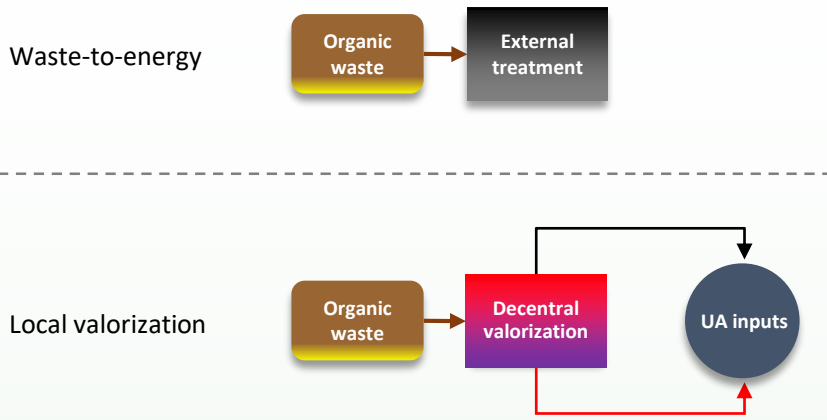 Waste-to-energy
Organic
waste
External
treatment
Local valorization
Organic
waste
Decentral
valorization
UA inputs